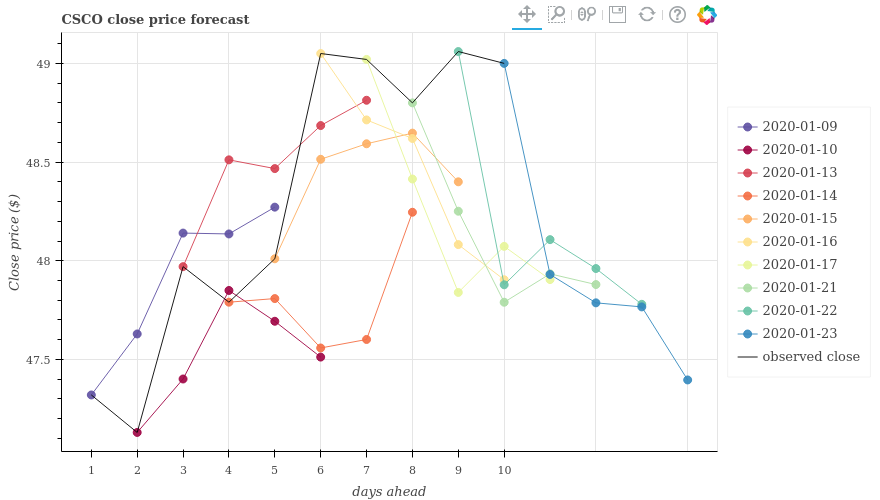 CSCO close price forecast
49
48.5
48
47.5
Close price ($)
1 2 3 4 5 6 7 8 9 10
days ahead
2020-01-09
2020-01-10
2020-01-13
2020-01-14
2020-01-15
2020-01-16
2020-01-17
2020-01-21
2020-01-22
2020-01-23
observed close